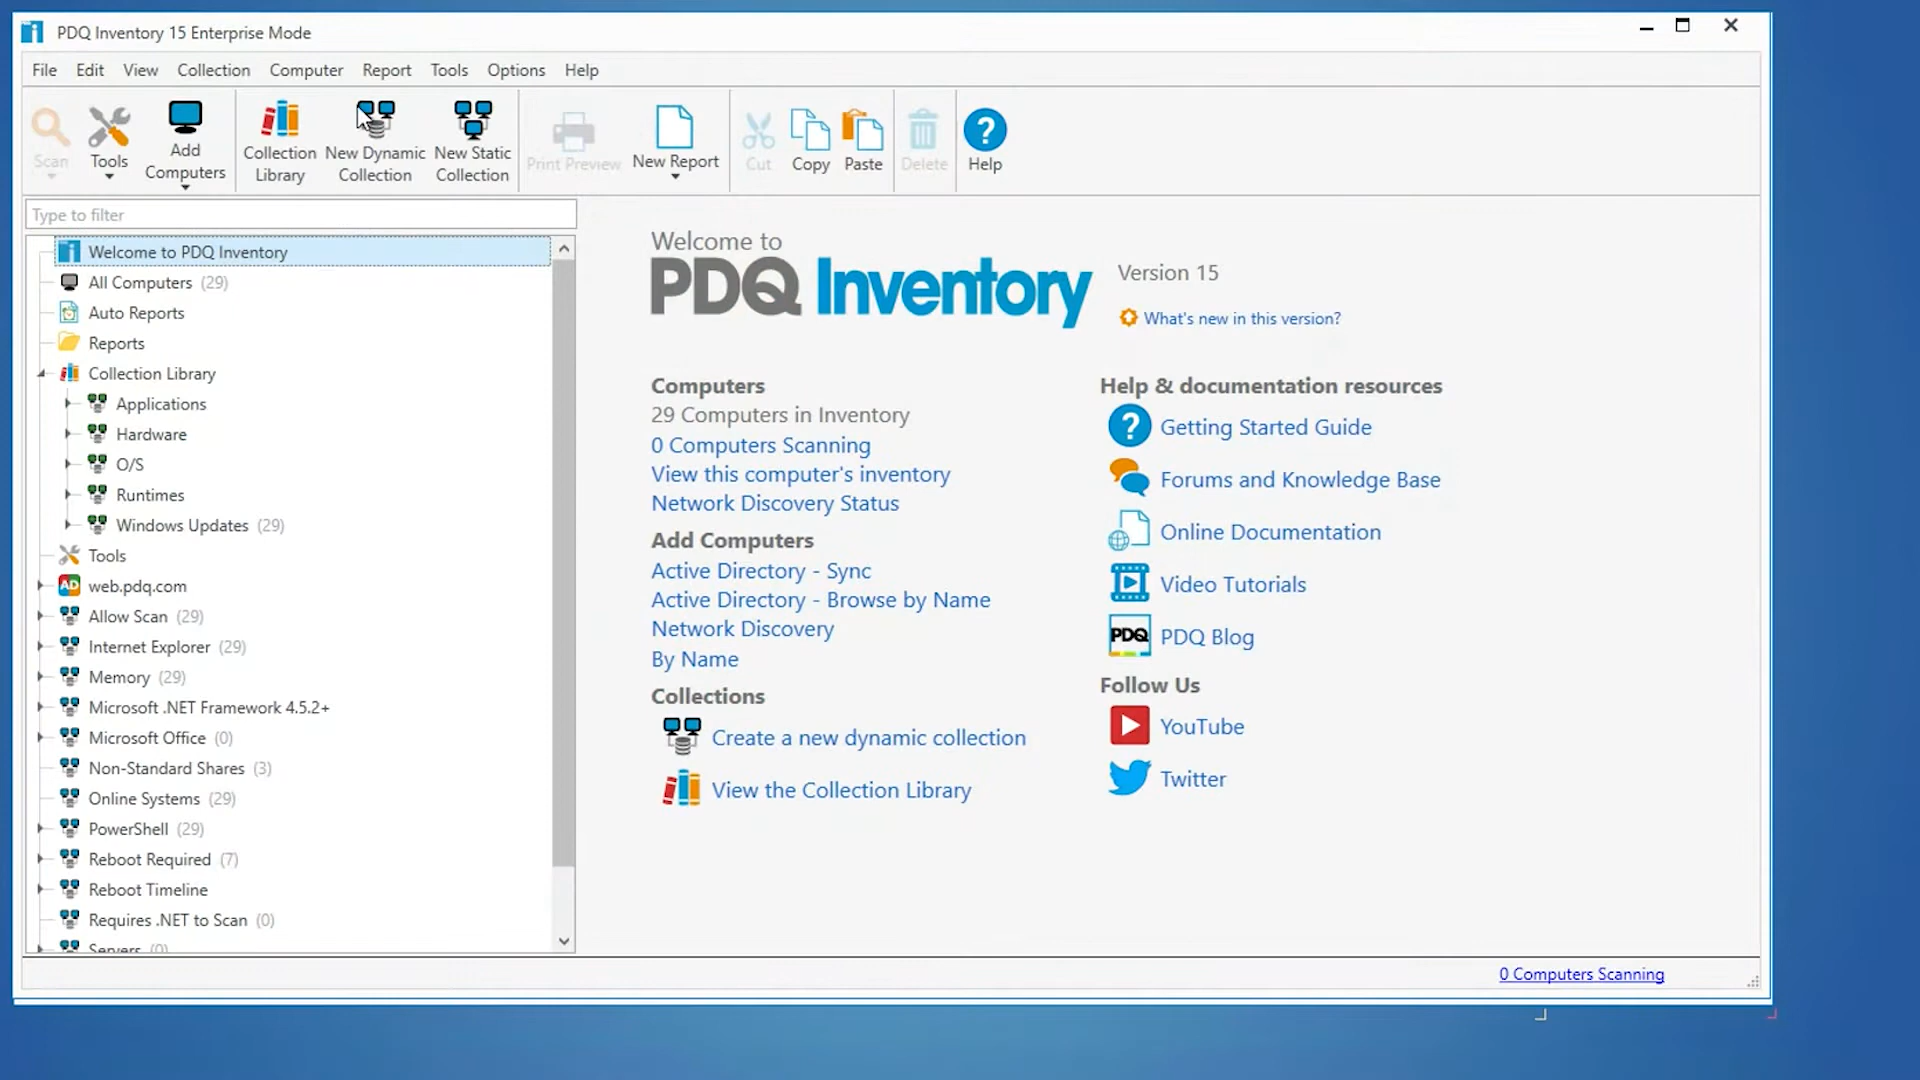 PDQ Inventory 15 Enterprise Mode
File Edit View Collection Computer Report Tools Options Help
Scan
Tools
Add
Computers
Collection
Library
New Dynamic
Collection
New Static
Collection
Print Preview
New Report
Cut
Copy
Paste
Delete
Help
Type to filter
Welcome to PDQ Inventory
All Computers (29)
Auto Reports
Reports
Collection Library
Applications
Hardware
O/S
Runtimes
Windows Updates (29)
Tools
AD web.pdq.com
Allow Scan (29)
Internet Explorer (29)
Memory (29)
Microsoft .NET Framework 4.5.2+
Microsoft Office (0)
Non-Standard Shares (3)
Online Systems (29)
PowerShell (29)
Reboot Required (7)
Reboot Timeline
Requires .NET to Scan (0)
Servers (0)
Welcome to
PDQ Inventory
Version 15
What's new in this version?
Computers
29 Computers in Inventory
0 Computers Scanning
View this computer's inventory
Network Discovery Status
Add Computers
Active Directory - Sync
Active Directory - Browse by Name
Network Discovery
By Name
Collections
Create a new dynamic collection
View the Collection Library
Help & documentation resources
Getting Started Guide
Forums and Knowledge Base
Online Documentation
Video Tutorials
PDQ PDQ Blog
Follow Us
YouTube
Twitter
0 Computers Scanning